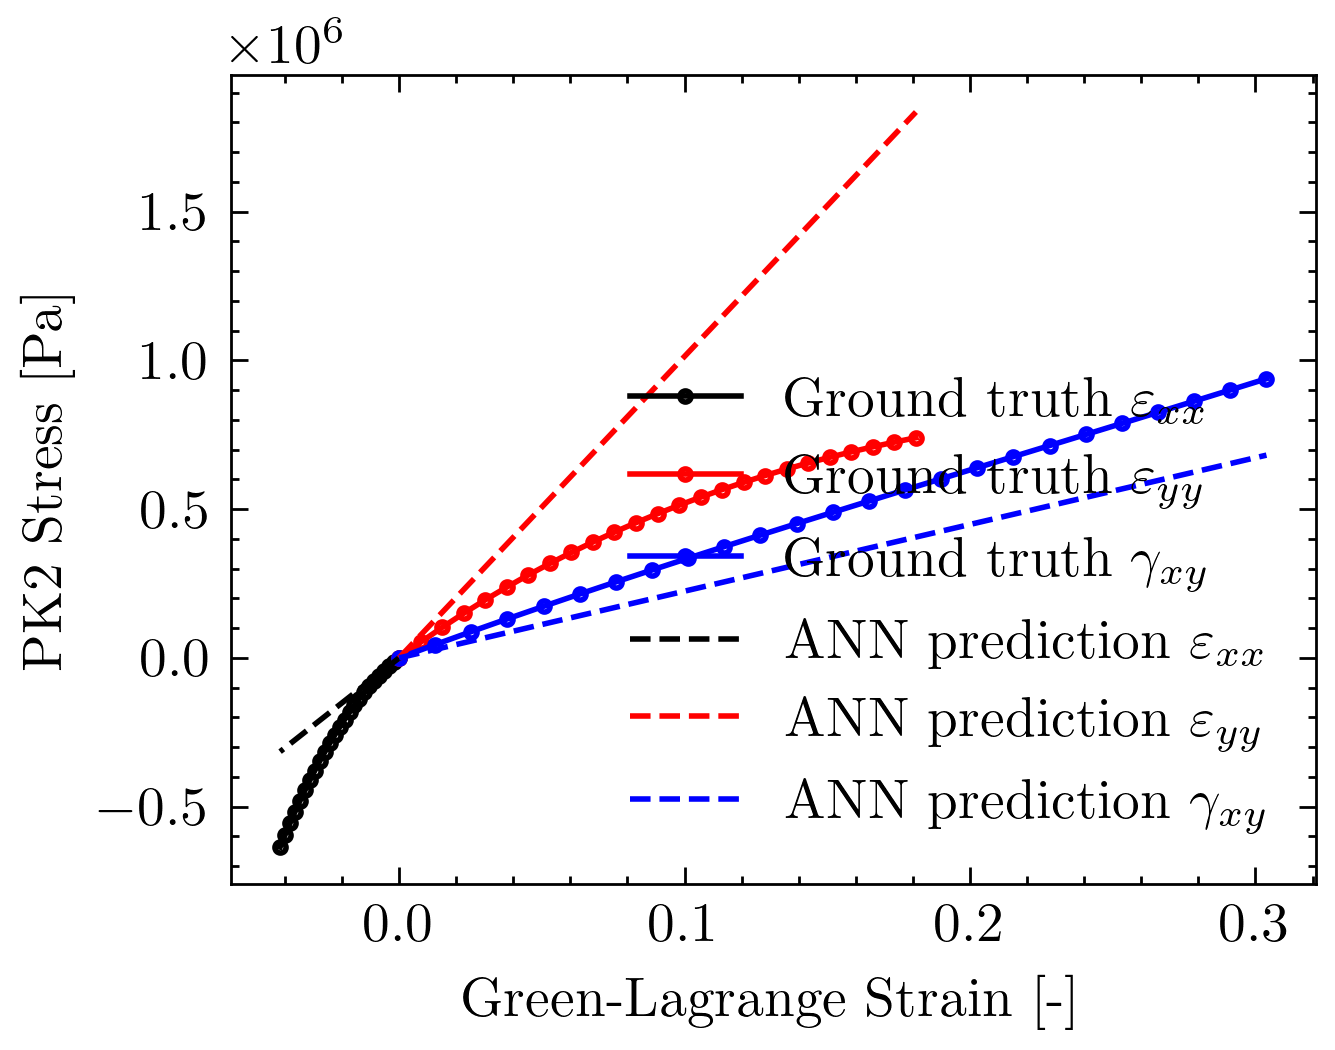 ×10⁶
1.5
1.0
0.5
0.0
−0.5
PK2 Stress [Pa]
Ground truth εxx
Ground truth εyy
Ground truth γxy
ANN prediction εxx
ANN prediction εyy
ANN prediction γxy
0.0 0.1 0.2 0.3
Green-Lagrange Strain [-]